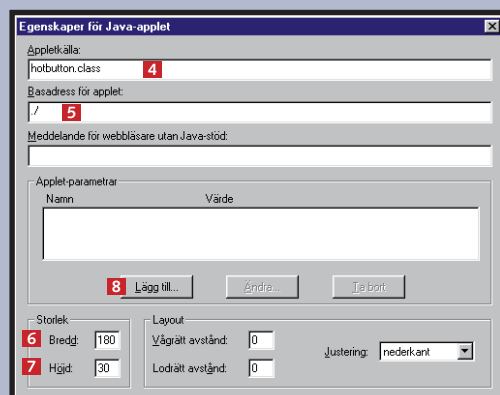 Egenskaper för Java-applet
Appletkälla:
hotbutton.class 4
Basadress för applet:
./ 5
Meddelande för webbläsare utan Java-stöd:
Applet-parametrar
Namn Värde
8 Lägg till... Ändra... Ta bort
Storlek Layout
6 Bredd: 180 Vågrätt avstånd: 0
Justering: nederkant
7 Höjd: 30 Lodrätt avstånd: 0